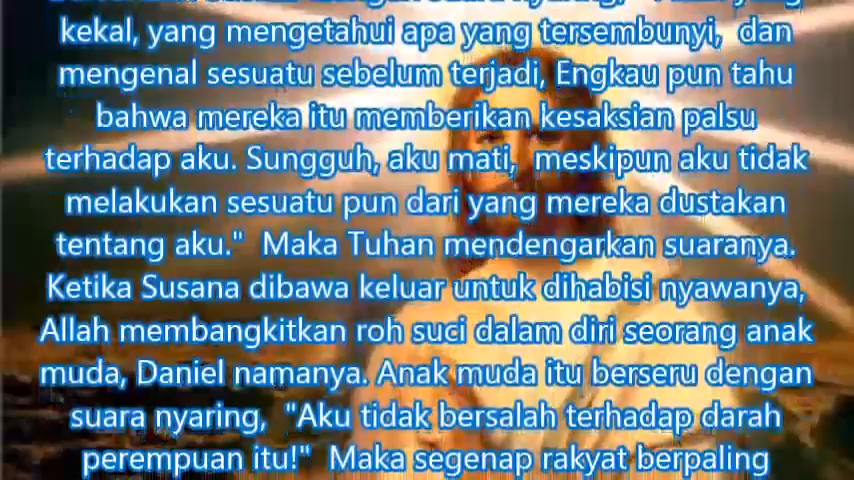 kekal, yang mengetahui apa yang tersembunyi, dan
mengenal sesuatu sebelum terjadi, Engkau pun tahu
bahwa mereka itu memberikan kesaksian palsu
terhadap aku. Sungguh, aku mati, meskipun aku tidak
melakukan sesuatu pun dari yang mereka dustakan
tentang aku." Maka Tuhan mendengarkan suaranya.
Ketika Susana dibawa keluar untuk dihabisi nyawanya,
Allah membangkitkan roh suci dalam diri seorang anak
muda, Daniel namanya. Anak muda itu berseru dengan
suara nyaring, "Aku tidak bersalah terhadap darah
perempuan itu!" Maka segenap rakyat berpaling